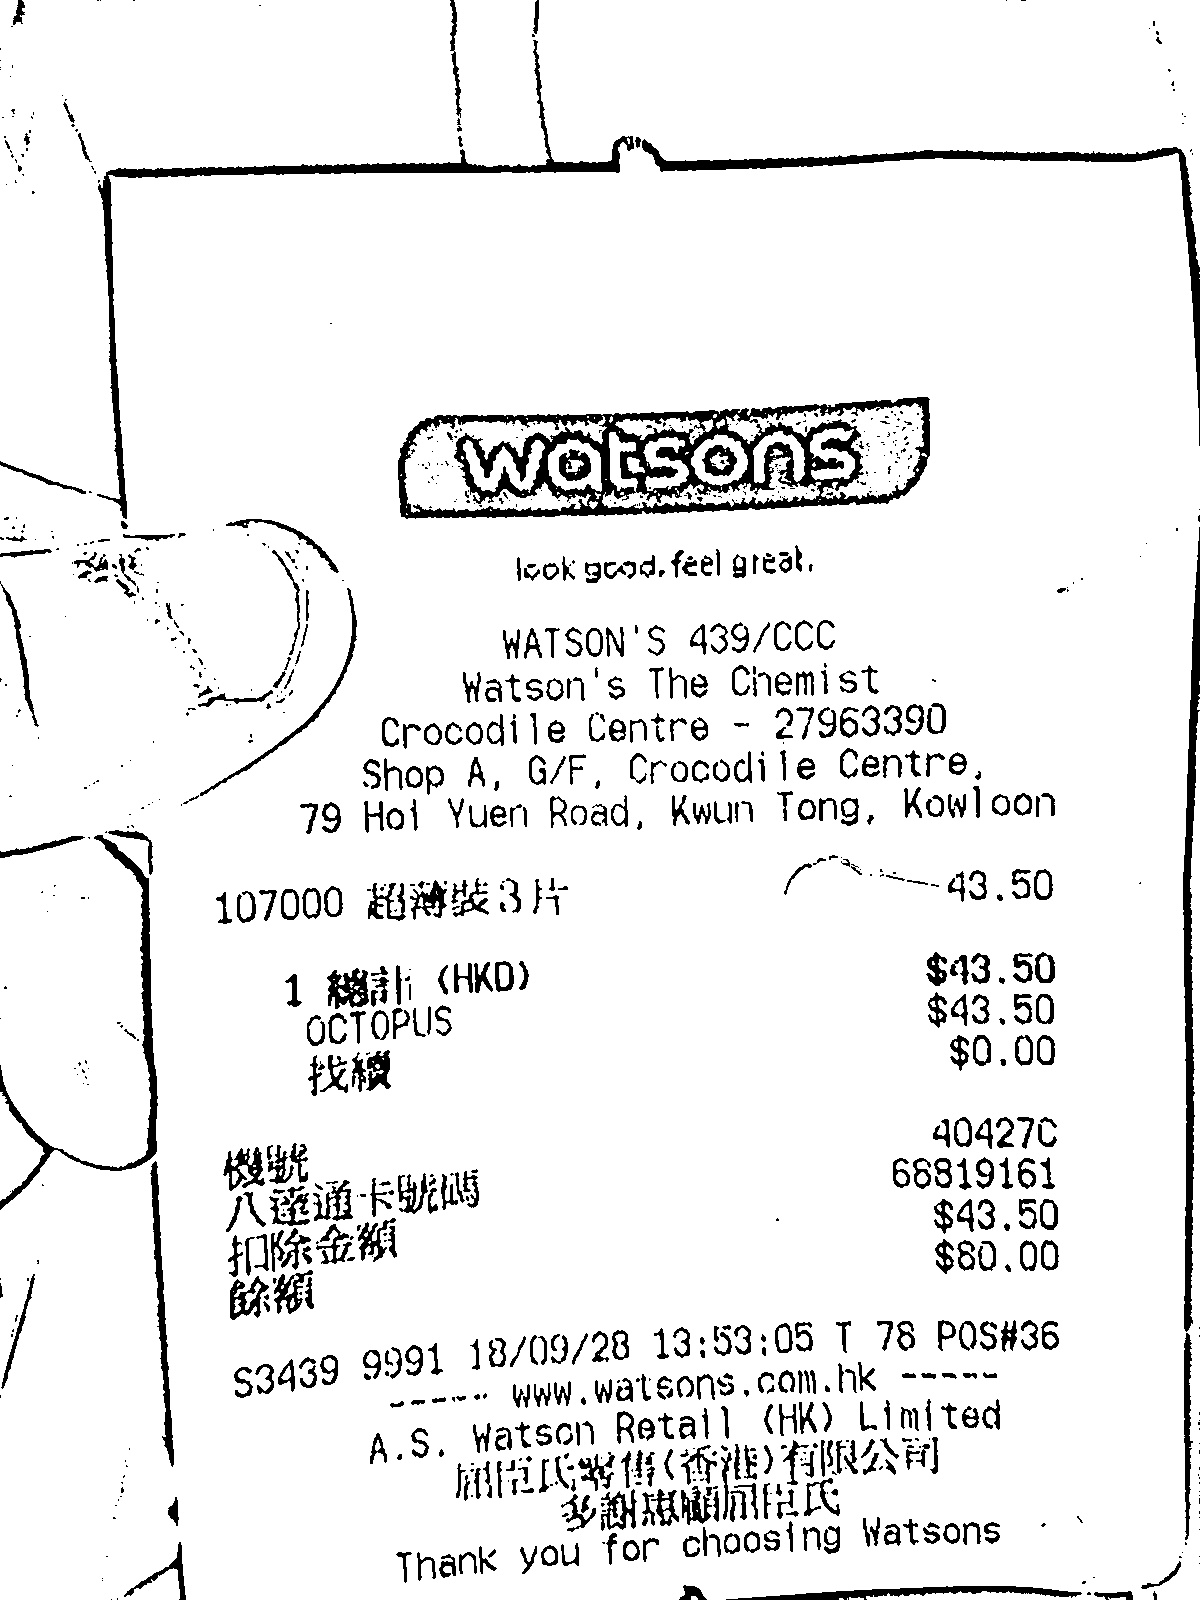 watsons
look good. feel great.
WATSON'S 439/CCC
Watson's The Chemist
Crocodile Centre - 27963390
Shop A, G/F, Crocodile Centre,
79 Hoi Yuen Road, Kwun Tong, Kowloon
107000 超薄裝3片 43.50
1 總計 (HKD) $43.50
OCTOPUS $43.50
找續 $0.00
機號 40427C
八達通卡號碼 66819161
扣除金額 $43.50
餘額 $80.00
S3439 9991 18/09/28 13:53:05 T 78 POS#36
----- www.watsons.com.hk -----
A.S. Watson Retail (HK) Limited
屈臣氏零售(香港)有限公司
多謝惠顧屈臣氏
Thank you for choosing Watsons